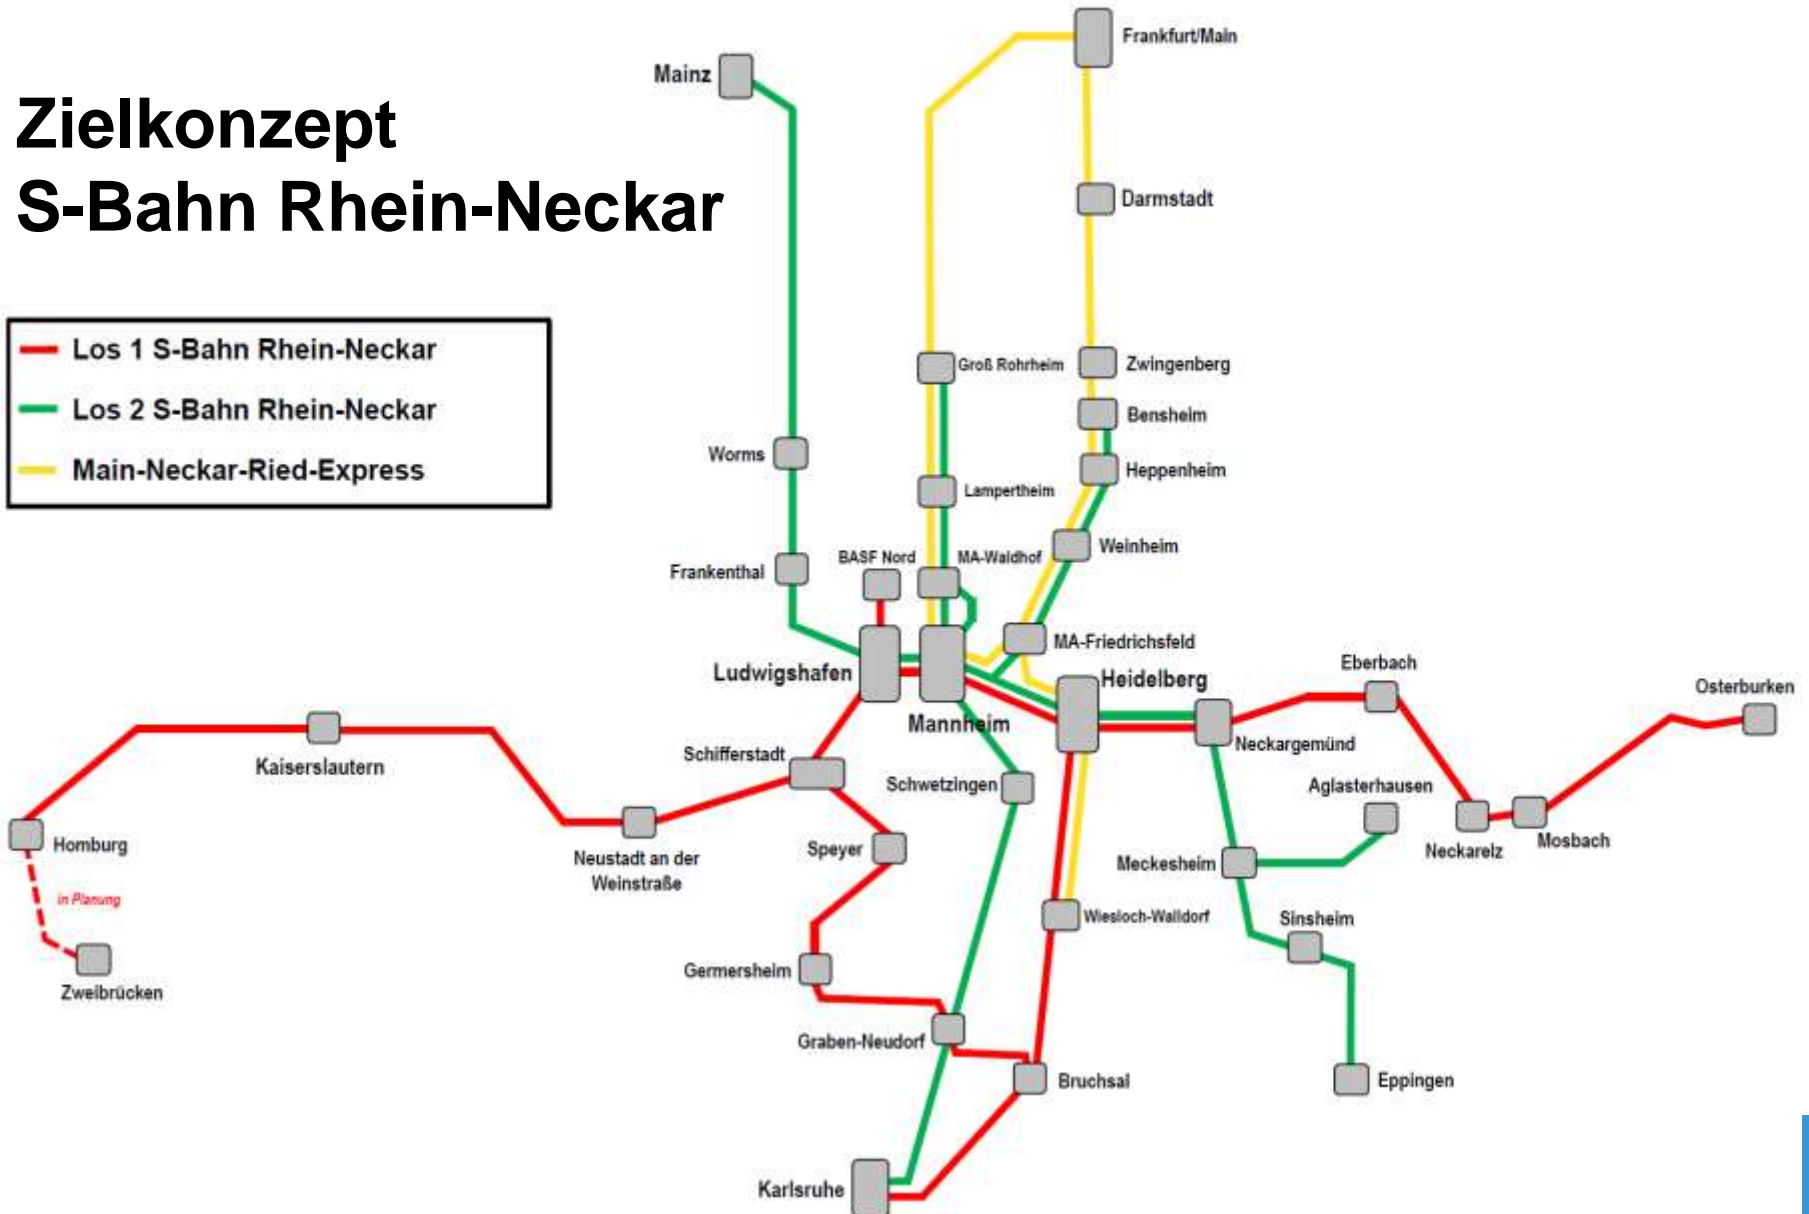 Zielkonzept
S-Bahn Rhein-Neckar
Los 1 S-Bahn Rhein-Neckar
Los 2 S-Bahn Rhein-Neckar
Main-Neckar-Ried-Express
Frankfurt/Main
Mainz
Darmstadt
Groß Rohrheim
Zwingenberg
Bensheim
Worms
Heppenheim
Lampertheim
Weinheim
BASF Nord
MA-Waldhof
Frankenthal
MA-Friedrichsfeld
Ludwigshafen
Heidelberg
Eberbach
Osterburken
Mannheim
Neckargemünd
Schifferstadt
Kaiserslautern
Schwetzingen
Aglasterhausen
Homburg
Neustadt an der
Weinstraße
Speyer
Meckesheim
Neckarelz
Mosbach
in Planung
Wiesloch-Walldorf
Sinsheim
Germersheim
Zweibrücken
Graben-Neudorf
Bruchsal
Eppingen
Karlsruhe